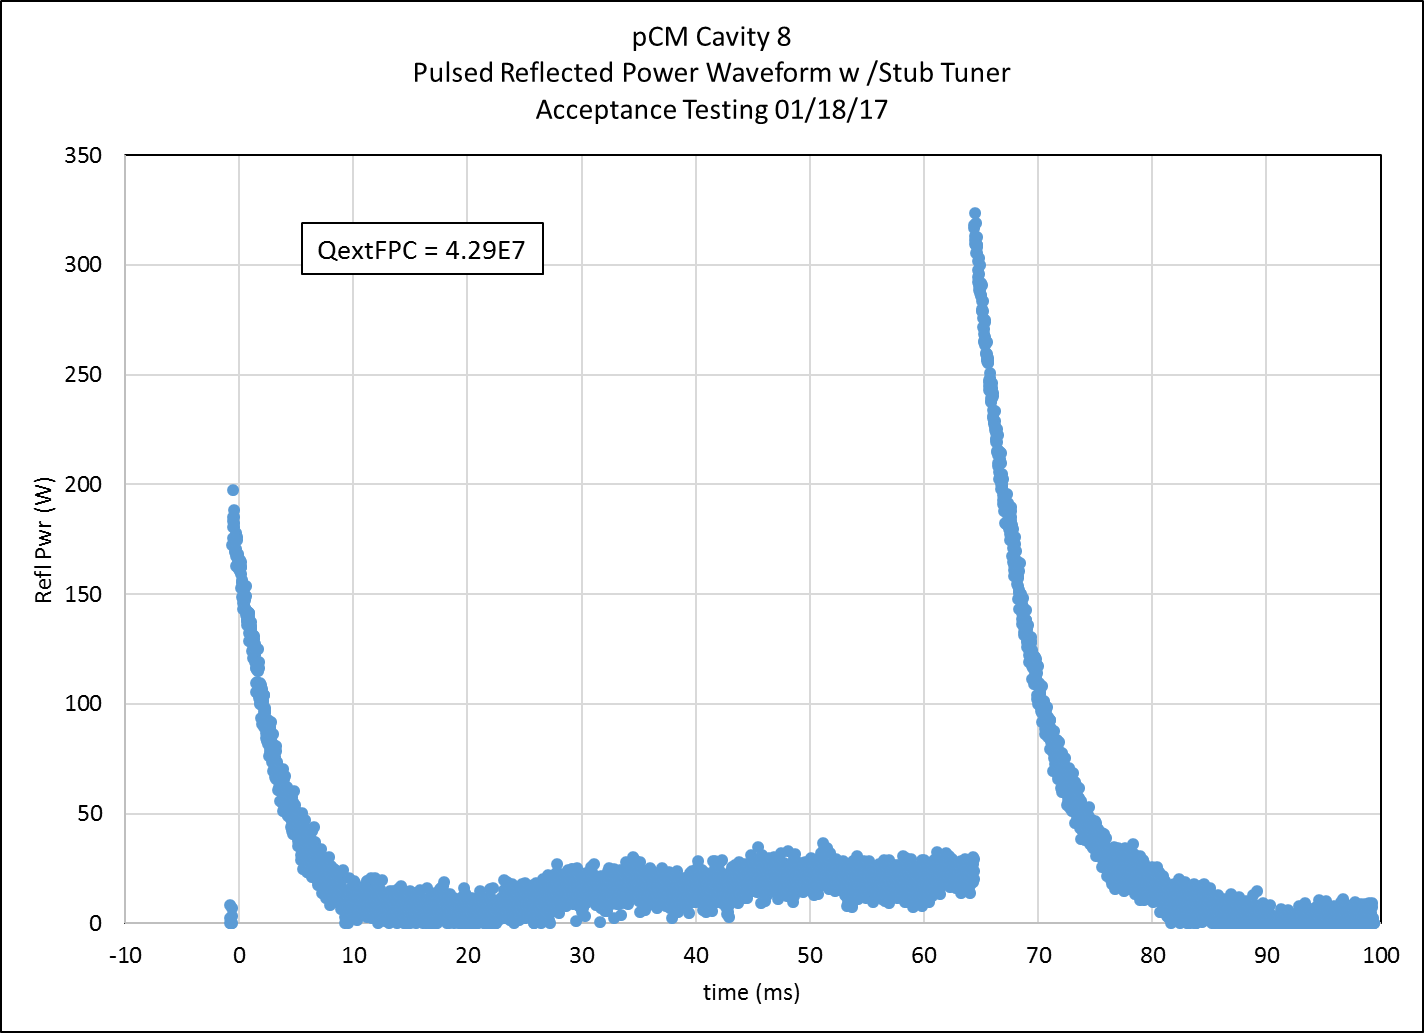 pCM Cavity 8
Pulsed Reflected Power Waveform w /Stub Tuner
Acceptance Testing 01/18/17
350
300
250
200
150
100
50
0
QextFPC = 4.29E7
Refl Pwr (W)
-10 0 10 20 30 40 50 60 70 80 90 100
time (ms)